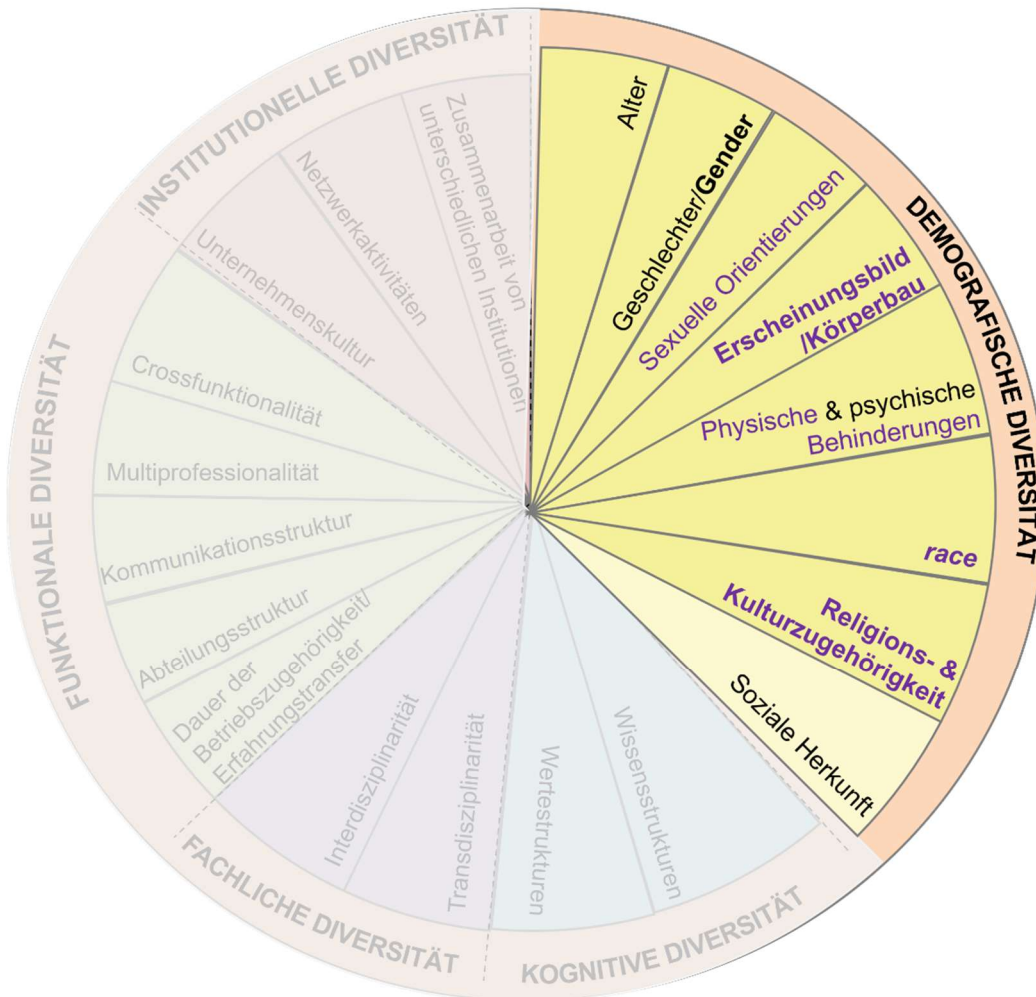 INSTITUTIONELLE DIVERSITÄT
Unternehmenskultur
Netzwerkaktivitäten
Zusammenarbeit von
unterschiedlichen Institutionen
DEMOGRAFISCHE DIVERSITÄT
Alter
Geschlechter/Gender
Sexuelle Orientierungen
Erscheinungsbild
/Körperbau
Physische & psychische
Behinderungen
race
Religions- &
Kulturzugehörigkeit
Soziale Herkunft
KOGNITIVE DIVERSITÄT
Wissensstrukturen
Wertestrukturen
FACHLICHE DIVERSITÄT
Transdisziplinarität
Interdisziplinarität
FUNKTIONALE DIVERSITÄT
Dauer der
Betriebszugehörigkeit/
Erfahrungstransfer
Abteilungsstruktur
Kommunikationsstruktur
Multiprofessionalität
Crossfunktionalität